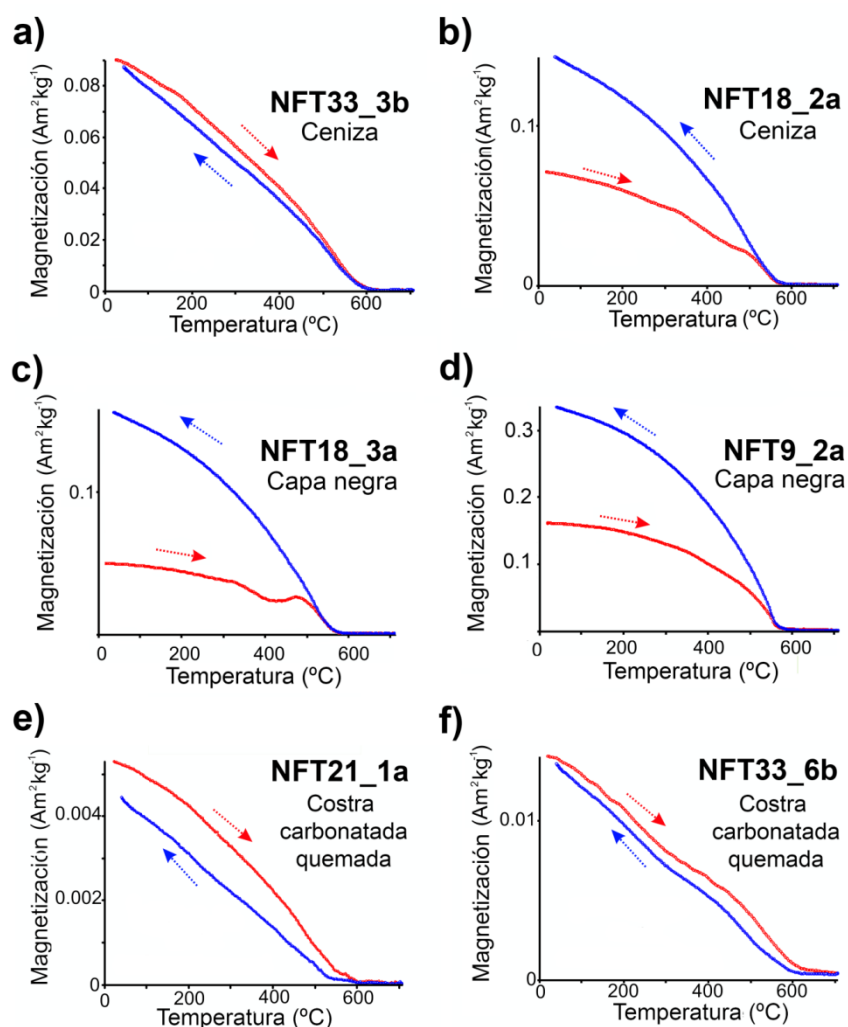 a)
NFT33_3b
Ceniza
Magnetización (Am²kg⁻¹)
0.08
0.06
0.04
0.02
0
0
200
400
600
Temperatura (ºC)
b)
NFT18_2a
Ceniza
Magnetización (Am²kg⁻¹)
0.1
0
0
200
400
600
Temperatura (ºC)
c)
NFT18_3a
Capa negra
Magnetización (Am²kg⁻¹)
0.1
0
200
400
600
Temperatura (ºC)
d)
NFT9_2a
Capa negra
Magnetización (Am²kg⁻¹)
0.3
0.2
0.1
0
200
400
600
Temperatura (ºC)
e)
NFT21_1a
Costra
carbonatada
quemada
Magnetización (Am²kg⁻¹)
0.004
0.002
0
0
200
400
600
Temperatura (ºC)
f)
NFT33_6b
Costra
carbonatada
quemada
Magnetización (Am²kg⁻¹)
0.01
0
0
200
400
600
Temperatura (ºC)